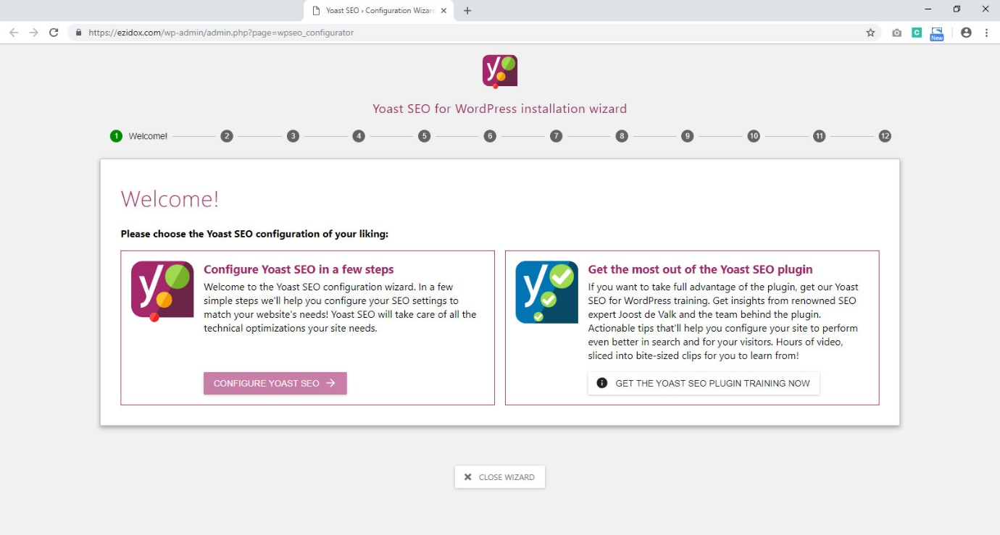 Yoast SEO › Configuration Wizar
https://ezidox.com/wp-admin/admin.php?page=wpseo_configurator
C
New
y
Yoast SEO for WordPress installation wizard
1 Welcome! 2 3 4 5 6 7 8 9 10 11 12
Welcome!
Please choose the Yoast SEO configuration of your liking:
y
Configure Yoast SEO in a few steps
Welcome to the Yoast SEO configuration wizard. In a few
simple steps we'll help you configure your SEO settings to
match your website's needs! Yoast SEO will take care of all the
technical optimizations your site needs.
CONFIGURE YOAST SEO
y
Get the most out of the Yoast SEO plugin
If you want to take full advantage of the plugin, get our Yoast
SEO for WordPress training. Get insights from renowned SEO
expert Joost de Valk and the team behind the plugin.
Actionable tips that'll help you configure your site to perform
even better in search and for your visitors. Hours of video,
sliced into bite-sized clips for you to learn from!
GET THE YOAST SEO PLUGIN TRAINING NOW
CLOSE WIZARD